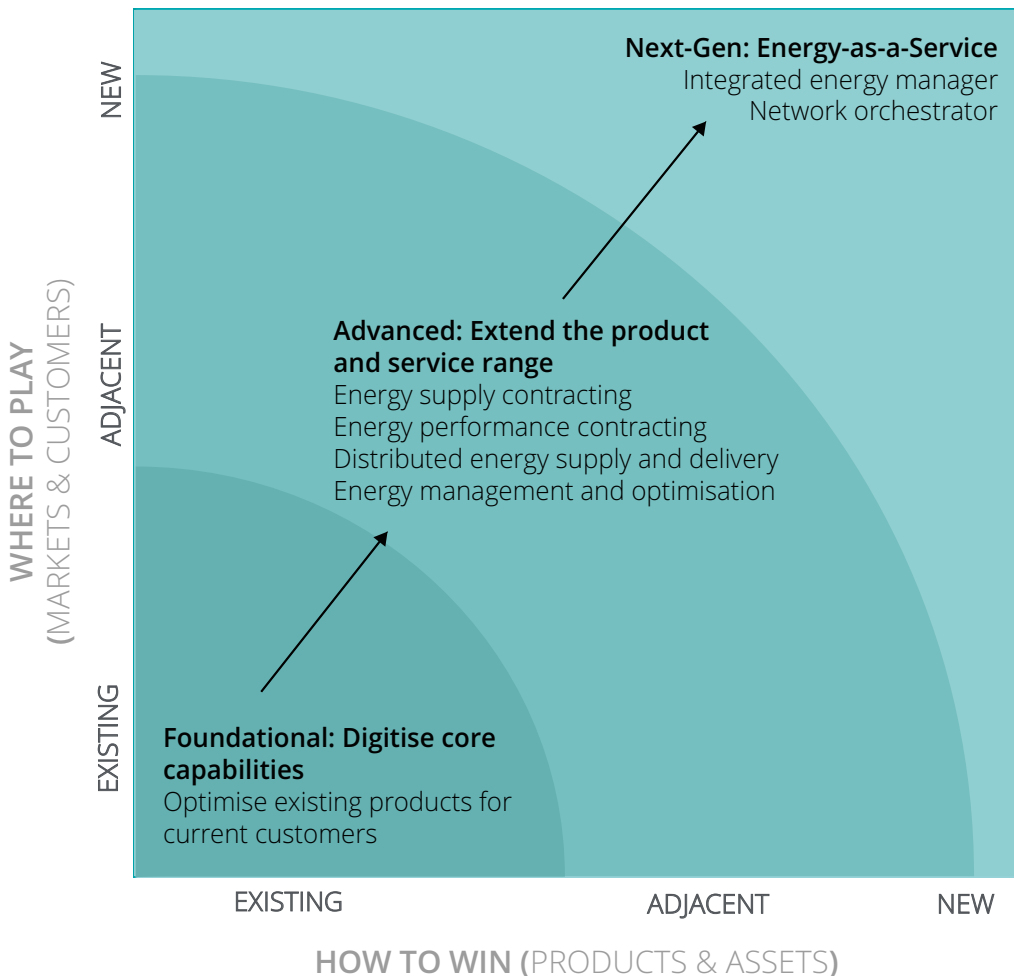 Next-Gen: Energy-as-a-Service
Integrated energy manager
Network orchestrator
Advanced: Extend the product
and service range
Energy supply contracting
Energy performance contracting
Distributed energy supply and delivery
Energy management and optimisation
Foundational: Digitise core
capabilities
Optimise existing products for
current customers
WHERE TO PLAY
(MARKETS & CUSTOMERS)
NEW
ADJACENT
EXISTING
EXISTING
ADJACENT
NEW
HOW TO WIN (PRODUCTS & ASSETS)